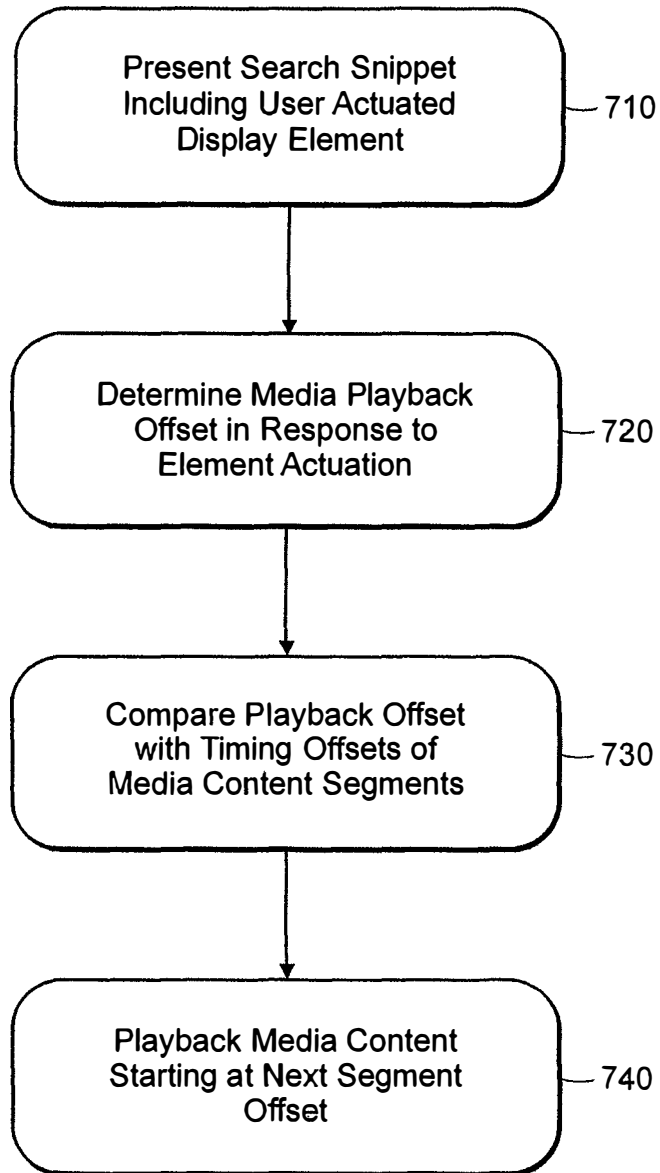 Present Search Snippet
Including User Actuated
Display Element
710
Determine Media Playback
Offset in Response to
Element Actuation
720
Compare Playback Offset
with Timing Offsets of
Media Content Segments
730
Playback Media Content
Starting at Next Segment
Offset
740